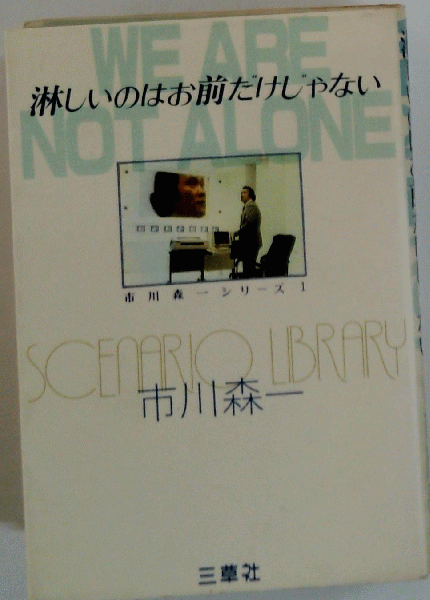 WE ARE
淋しいのはお前だけじゃない
NOT ALONE
市川森一シリーズ 1
SCENARIO LIBRARY
市川森一
三草社